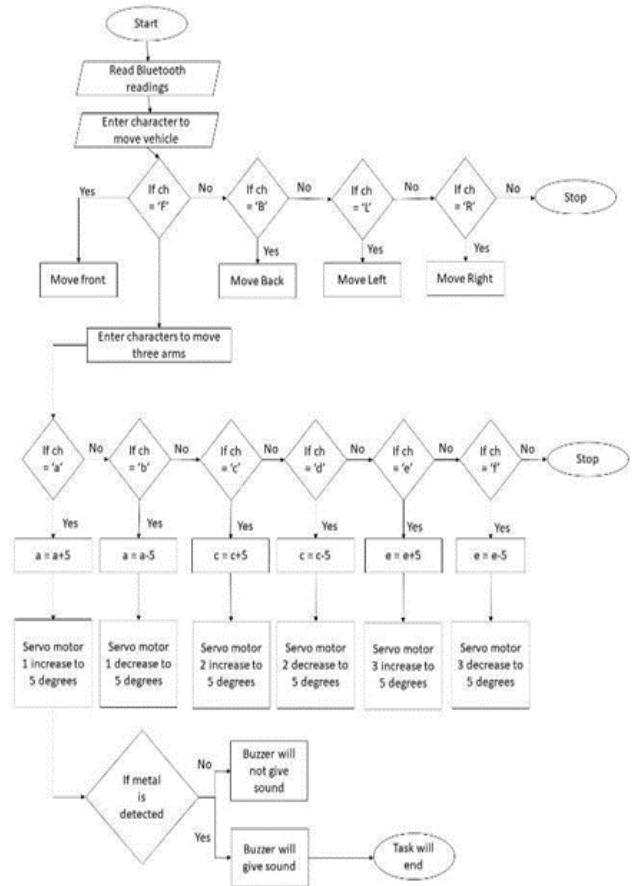 Start
Read Bluetooth
readings
Enter character to
move vehicle
If ch
= 'F'
Yes
No
If ch
= 'B'
No
If ch
= 'L'
No
If ch
= 'R'
No
Stop
Yes
Yes
Yes
Move front
Move Back
Move Left
Move Right
Enter characters to move
three arms
If ch
= 'a'
No
If ch
= 'b'
No
If ch
= 'c'
No
If ch
= 'd'
No
If ch
= 'e'
No
If ch
= 'f'
No
Stop
Yes
Yes
Yes
Yes
Yes
Yes
a = a+5
a = a-5
c = c+5
c = c-5
e = e+5
e = e-5
Servo motor
1 increase to
5 degrees
Servo motor
1 decrease to
5 degrees
Servo motor
2 increase to
5 degrees
Servo motor
2 decrease to
5 degrees
Servo motor
3 increase to
5 degrees
Servo motor
3 decrease to
5 degrees
If metal
is
detected
No
Buzzer will
not give
sound
Yes
Buzzer will
give sound
Task will
end